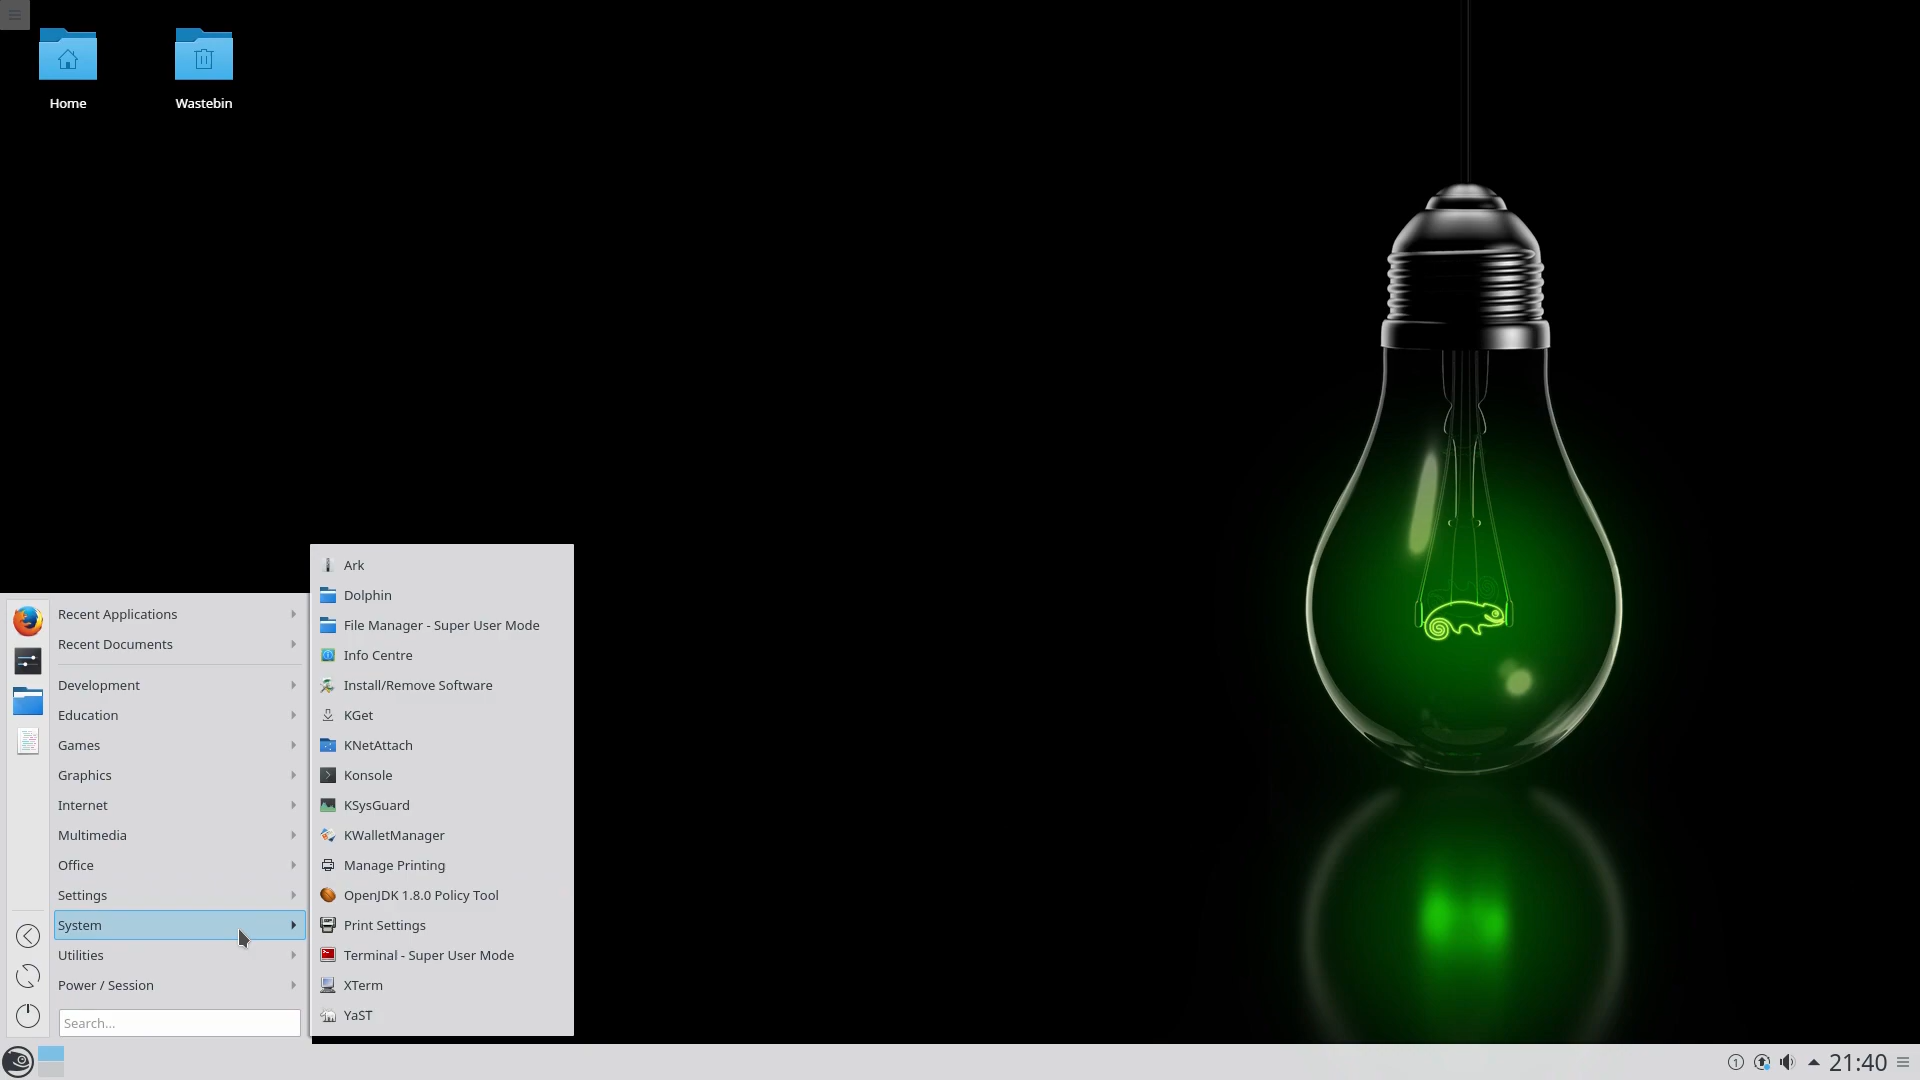 Home
Wastebin
Recent Applications
Recent Documents
Development
Education
Games
Graphics
Internet
Multimedia
Office
Settings
System
Utilities
Power / Session
Search...
Ark
Dolphin
File Manager - Super User Mode
Info Centre
Install/Remove Software
KGet
KNetAttach
Konsole
KSysGuard
KWalletManager
Manage Printing
OpenJDK 1.8.0 Policy Tool
Print Settings
Terminal - Super User Mode
XTerm
YaST
1
21:40